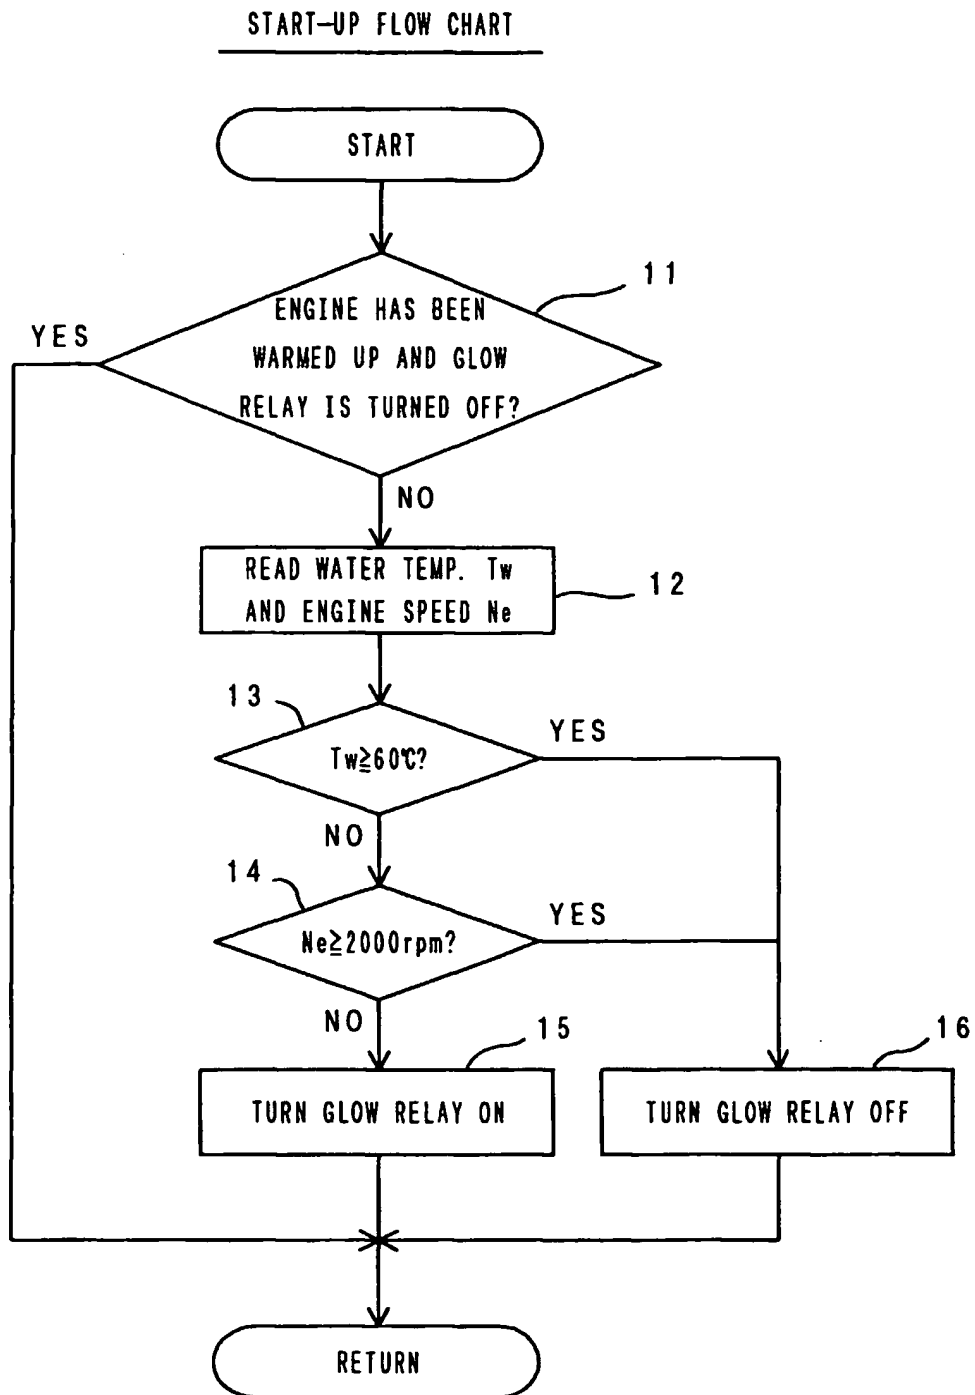 START-UP FLOW CHART
START
11
ENGINE HAS BEEN
YES
WARMED UP AND GLOW
RELAY IS TURNED OFF?
NO
READ WATER TEMP. Tw
AND ENGINE SPEED Ne
12
13
YES
Tw≧60℃?
NO
14
YES
Ne≧2000rpm?
NO
15
16
TURN GLOW RELAY ON
TURN GLOW RELAY OFF
RETURN